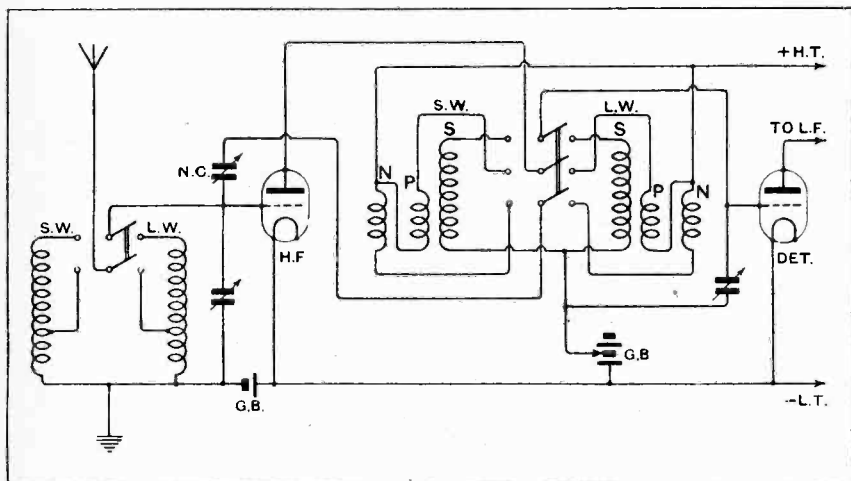 +H.T.
S.W.
L.W.
S
S
TO L.F.
N.C.
N
P
P
N
S.W.
L.W.
H.F
DET.
G.B
G.B.
-L.T.